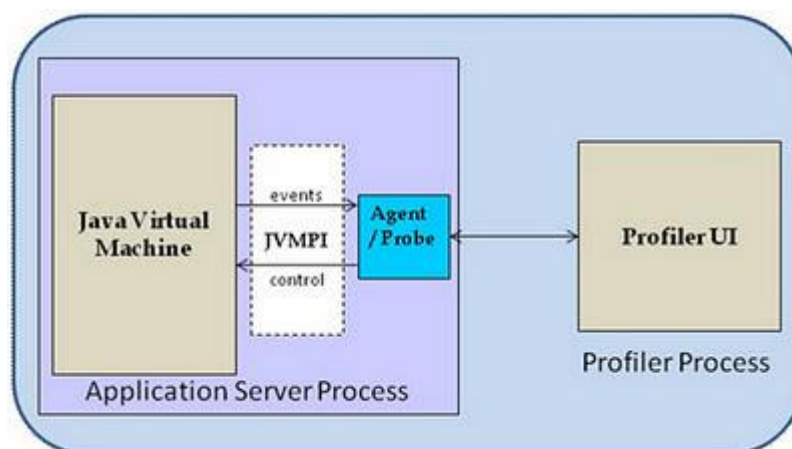 Java Virtual
Machine
events
JVMPI
control
Agent
/Probe
Application Server Process
Profiler UI
Profiler Process